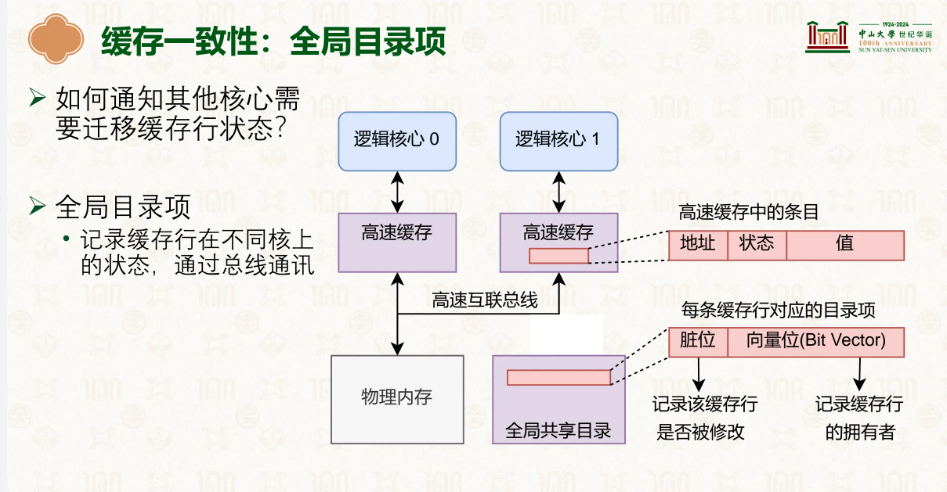 缓存一致性：全局目录项
1924-2024
中山大學 世纪华诞
100th ANNIVERSARY
SUN YAT-SEN UNIVERSITY
如何通知其他核心需
要迁移缓存行状态？
全局目录项
记录缓存行在不同核上
的状态，通过总线通讯
逻辑核心 0
逻辑核心 1
高速缓存
高速缓存
高速互联总线
物理内存
全局共享目录
高速缓存中的条目
地址 状态 值
每条缓存行对应的目录项
脏位 向量位(Bit Vector)
记录该缓存行
是否被修改
记录缓存行
的拥有者